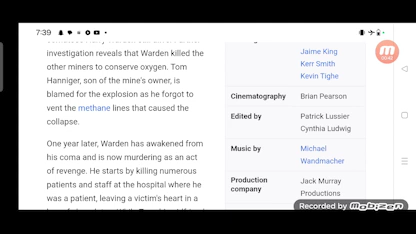 7:39
investigation reveals that Warden killed the
other miners to conserve oxygen. Tom
Hanniger, son of the mine's owner, is
blamed for the explosion as he forgot to
vent the methane lines that caused the
collapse.
One year later, Warden has awakened from
his coma and is now murdering as an act
of revenge. He starts by killing numerous
patients and staff at the hospital where he
was a patient, leaving a victim's heart in a
Jaime King
Kerr Smith
Kevin Tighe
Cinematography Brian Pearson
Edited by Patrick Lussier
Cynthia Ludwig
Music by Michael
Wandmacher
Production Jack Murray
company Productions
Recorded by Mobizen